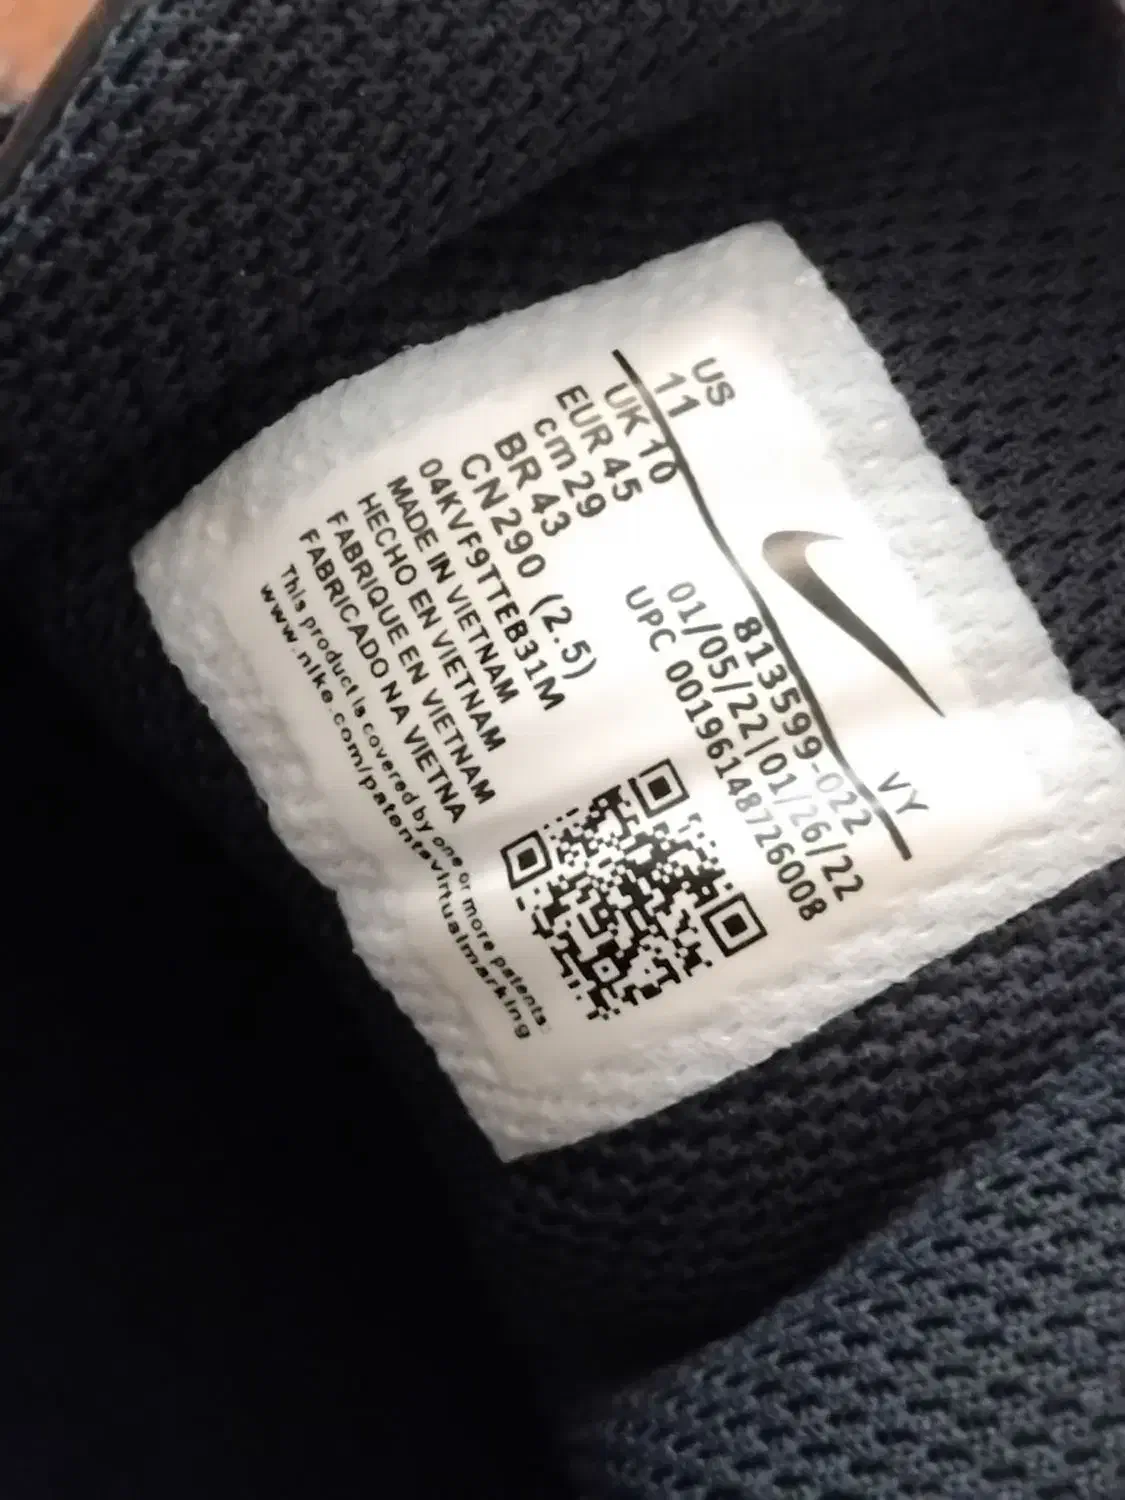 US
11
UK 10
EUR 45
cm 29
BR 43
CN 290 (2.5)
04KVF9TTEB31M
MADE IN VIETNAM
HECHO EN VIETNAM
FABRIQUE EN VIETNAM
FABRICADO NA VIETNA
This product is covered by one or more patents:
www.nike.com/patentsvirtualmarking
VY
813599-022
01/05/22|01/26/22
UPC 00196148726008